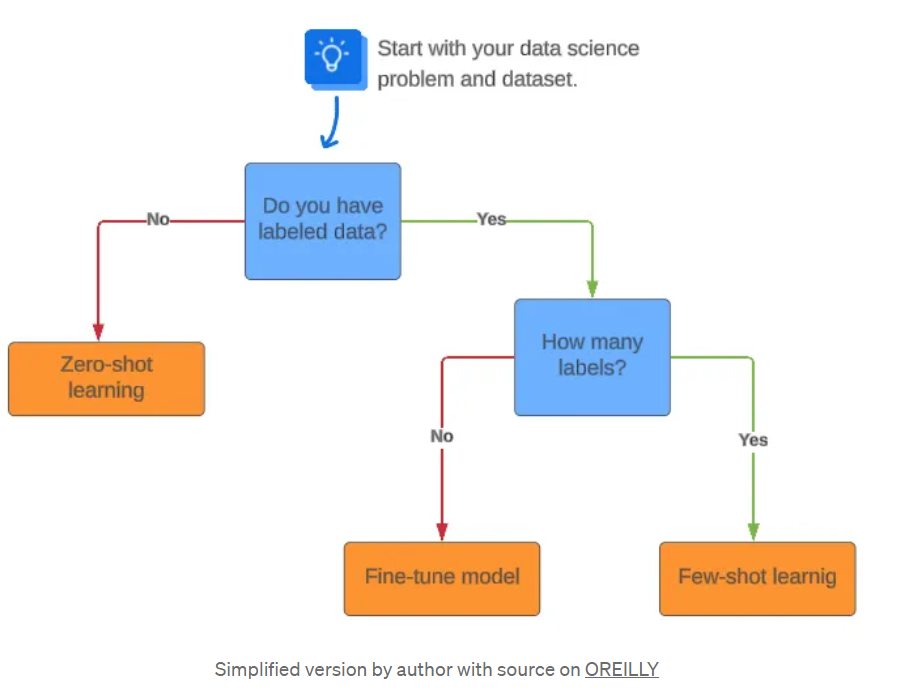 Start with your data science
problem and dataset.
Do you have
labeled data?
No
Yes
How many
labels?
Zero-shot
learning
No
Yes
Fine-tune model
Few-shot learnig
Simplified version by author with source on OREILLY